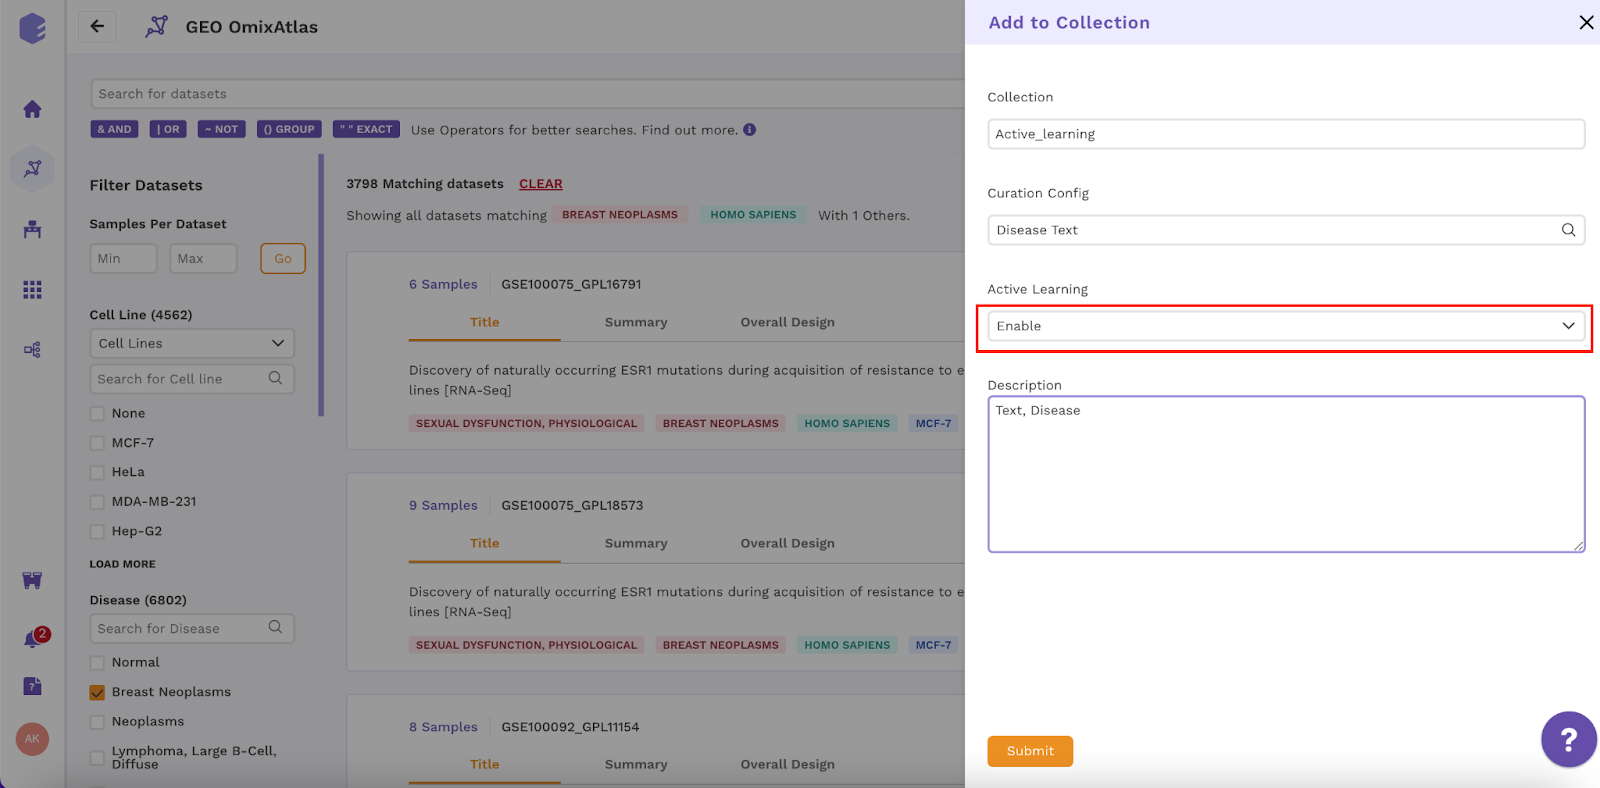 GEO OmixAtlas
Search for datasets
& AND | OR ~ NOT () GROUP " " EXACT Use Operators for better searches. Find out more.
Filter Datasets
Samples Per Dataset
Min Max Go
Cell Line (4562)
Cell Lines
Search for Cell line
None
MCF-7
HeLa
MDA-MB-231
Hep-G2
LOAD MORE
Disease (6802)
Search for Disease
Normal
Breast Neoplasms
Neoplasms
Lymphoma, Large B-Cell,
Diffuse
2
?
AK
3798 Matching datasets CLEAR
Showing all datasets matching BREAST NEOPLASMS HOMO SAPIENS With 1 Others.
6 Samples GSE100075_GPL16791
Title Summary Overall Design
Discovery of naturally occurring ESR1 mutations during acquisition of resistance to e
lines [RNA-Seq]
SEXUAL DYSFUNCTION, PHYSIOLOGICAL BREAST NEOPLASMS HOMO SAPIENS MCF-7
9 Samples GSE100075_GPL18573
Title Summary Overall Design
Discovery of naturally occurring ESR1 mutations during acquisition of resistance to e
lines [RNA-Seq]
SEXUAL DYSFUNCTION, PHYSIOLOGICAL BREAST NEOPLASMS HOMO SAPIENS MCF-7
8 Samples GSE100092_GPL11154
Title Summary Overall Design
Add to Collection
Collection
Active_learning
Curation Config
Disease Text
Active Learning
Enable
Description
Text, Disease
Submit
?